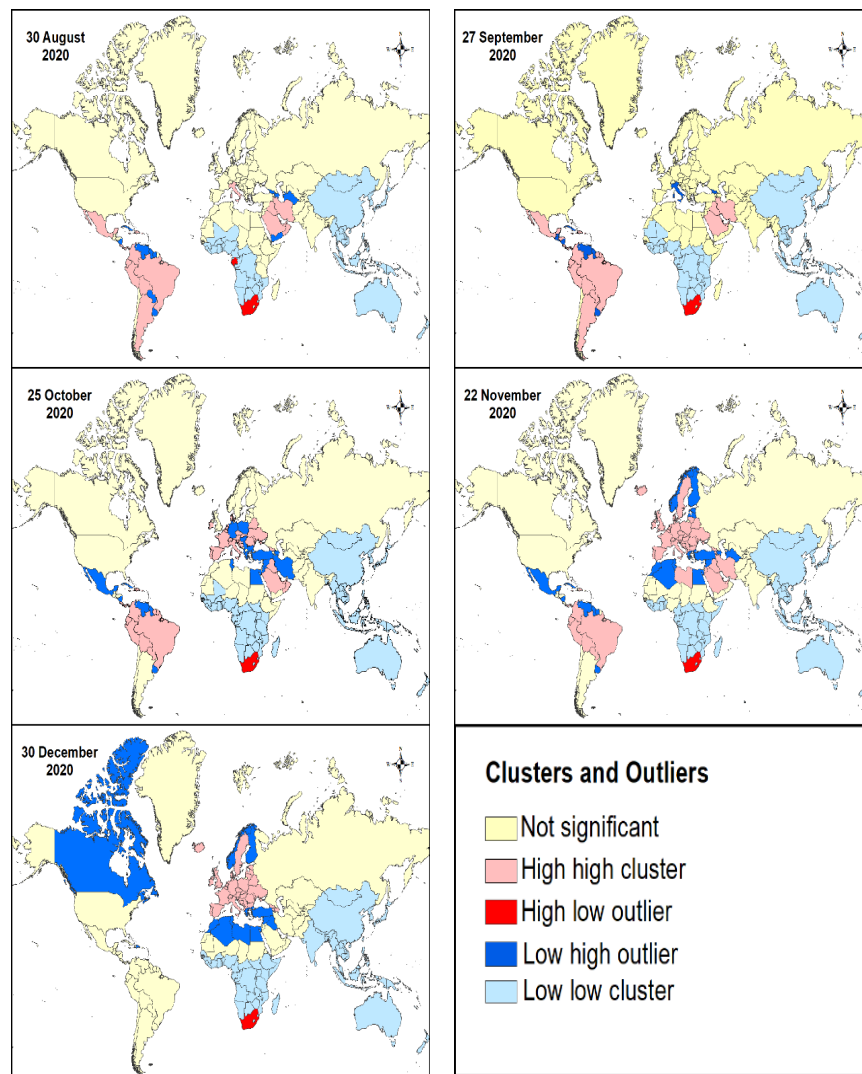 30 August
2020
N
27 September
2020
N
25 October
2020
N
22 November
2020
N
30 December
2020
N
Clusters and Outliers
Not significant
High high cluster
High low outlier
Low high outlier
Low low cluster